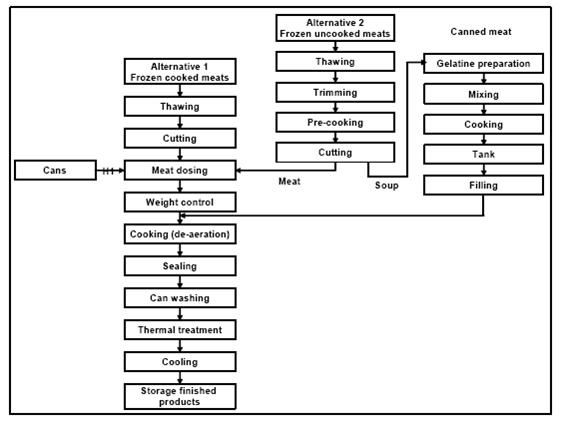 Alternative 1
Frozen cooked meats
Thawing
Cutting
Cans
Meat dosing
Weight control
Cooking (de-aeration)
Sealing
Can washing
Thermal treatment
Cooling
Storage finished
products
Alternative 2
Frozen uncooked meats
Thawing
Trimming
Pre-cooking
Cutting
Meat
Soup
Canned meat
Gelatine preparation
Mixing
Cooking
Tank
Filling